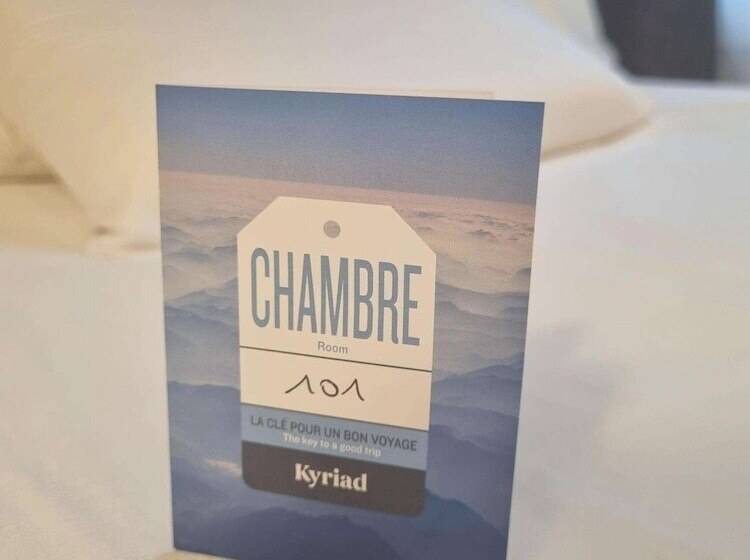 CHAMBRE
Room
101
LA CLÉ POUR UN BON VOYAGE
The key to a good trip
Kyriad